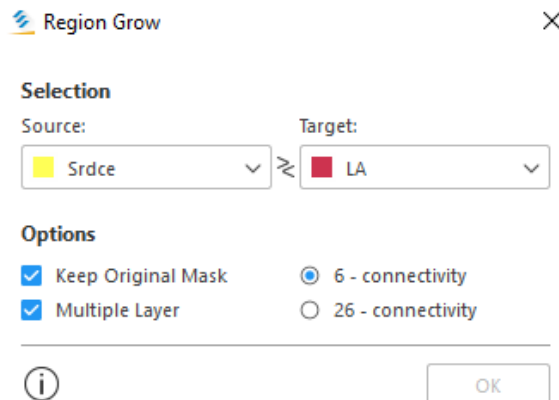 Region Grow
Selection
Source: Target:
Srdce LA
Options
Keep Original Mask 6 - connectivity
Multiple Layer 26 - connectivity
OK